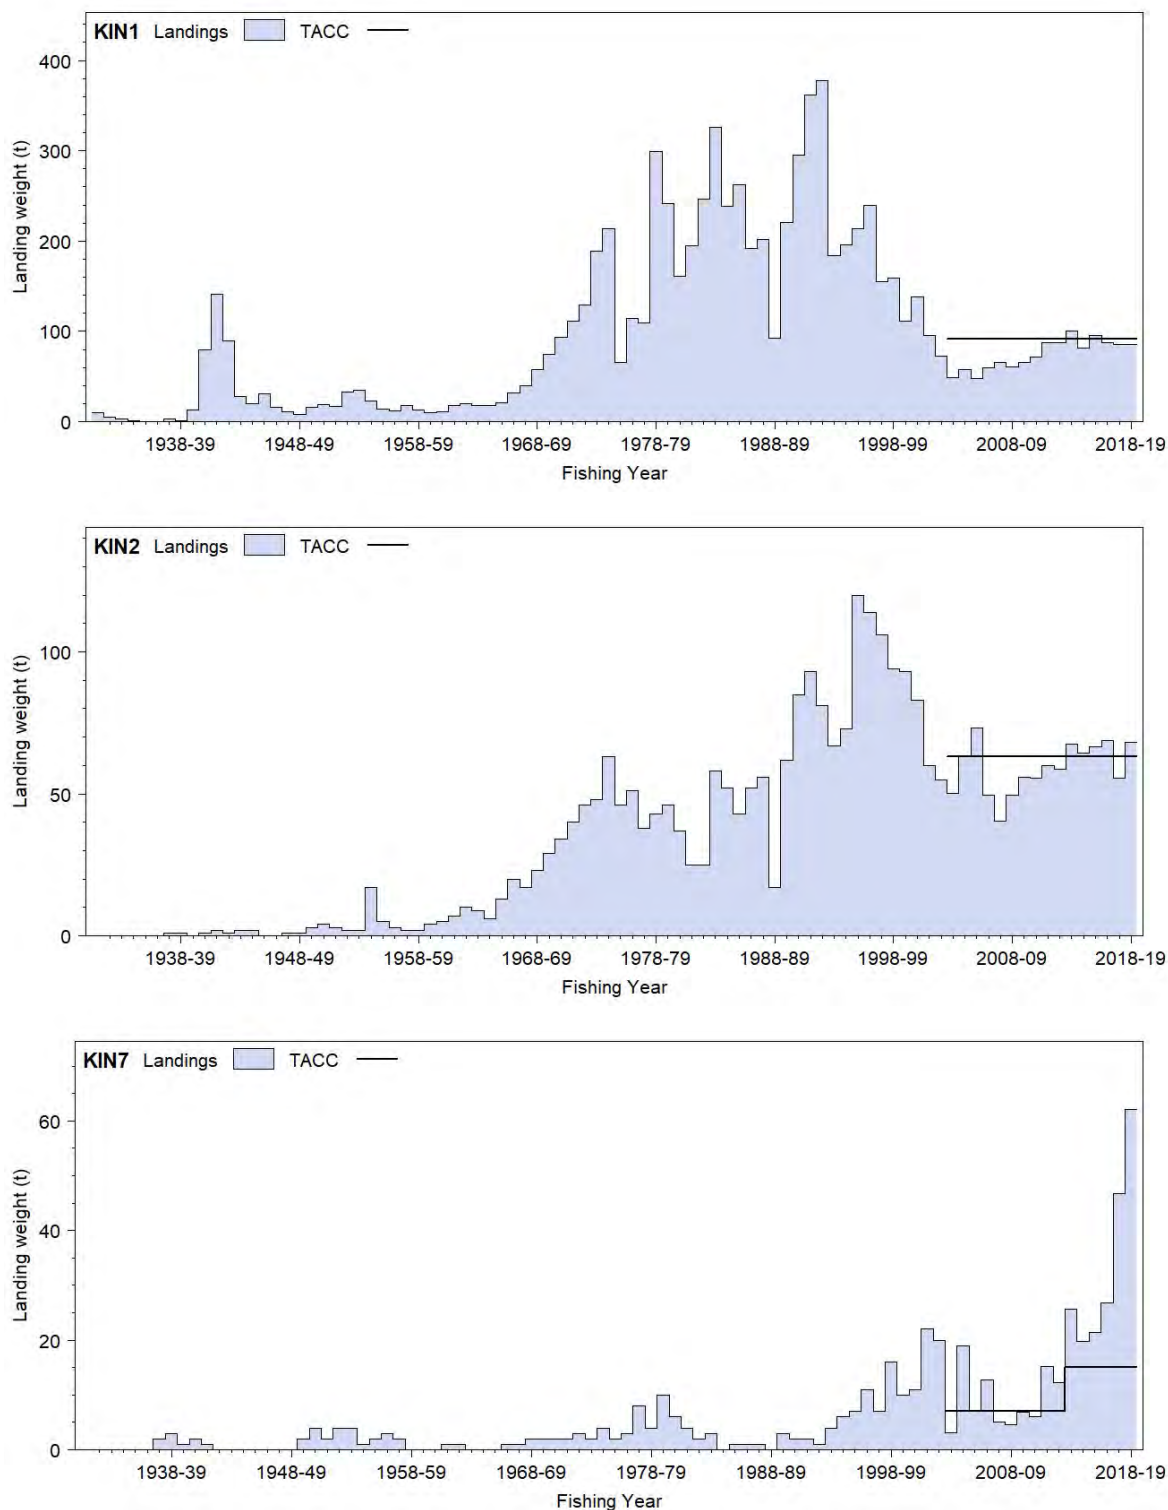 KIN1 Landings TACC
400
300
200
100
0
Landing weight (t)
1938-39 1948-49 1958-59 1968-69 1978-79 1988-89 1998-99 2008-09 2018-19
Fishing Year
KIN2 Landings TACC
100
50
0
Landing weight (t)
1938-39 1948-49 1958-59 1968-69 1978-79 1988-89 1998-99 2008-09 2018-19
Fishing Year
KIN7 Landings TACC
60
40
20
0
Landing weight (t)
1938-39 1948-49 1958-59 1968-69 1978-79 1988-89 1998-99 2008-09 2018-19
Fishing Year